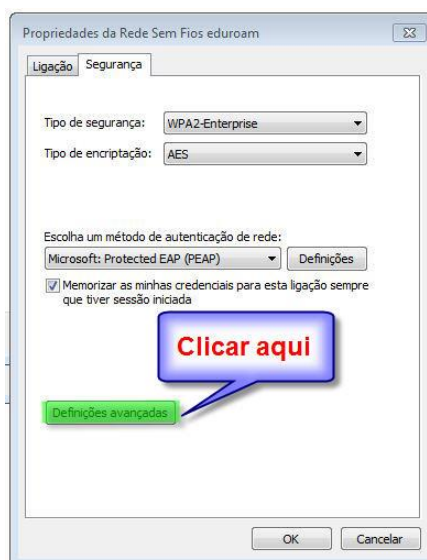 Propriedades da Rede Sem Fios eduroam
Ligação Segurança
Tipo de segurança: WPA2-Enterprise
Tipo de encriptação: AES
Escolha um método de autenticação de rede:
Microsoft: Protected EAP (PEAP) Definições
Memorizar as minhas credenciais para esta ligação sempre
que tiver sessão iniciada
Clicar aqui
Definições avançadas
OK Cancelar